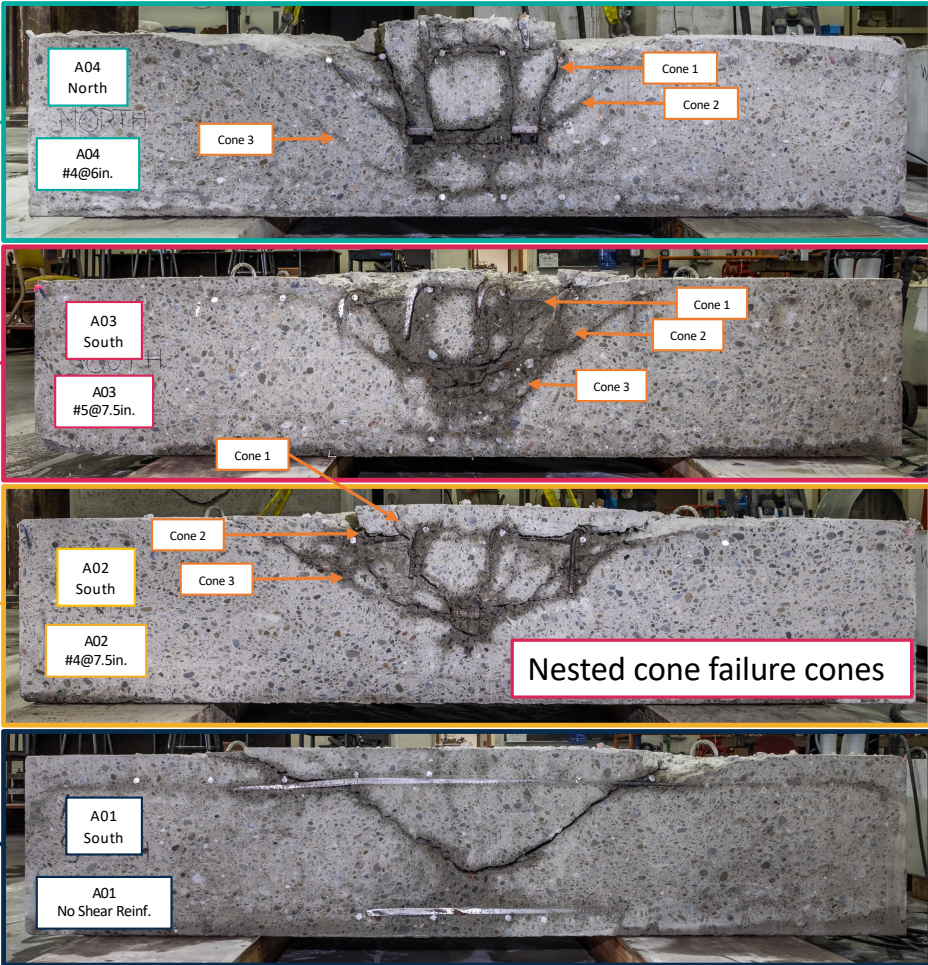 A04
North
NORTH
A04
#4@6in.
Cone 1
Cone 2
Cone 3
A03
South
A03
#5@7.5in.
Cone 1
Cone 2
Cone 3
Cone 1
Cone 2
Cone 3
A02
South
A02
#4@7.5in.
Nested cone failure cones
A01
South
A01
No Shear Reinf.